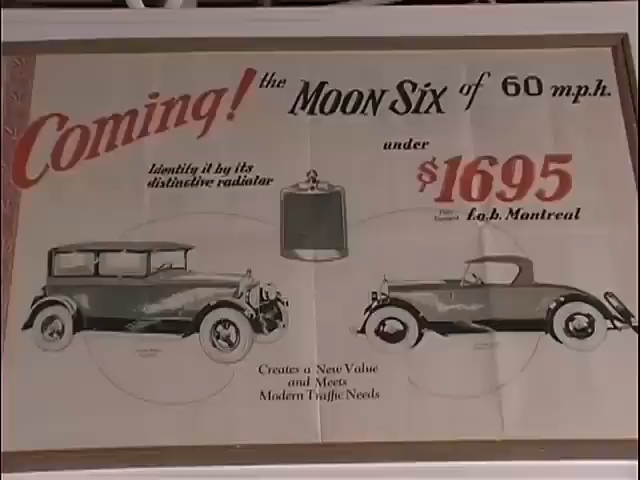 Coming! the MOON SIX of 60 m.p.h.
under
$1695
Identify it by its
distinctive radiator
f.o.b. Montreal
Creates a New Value
and Meets
Modern Traffic Needs